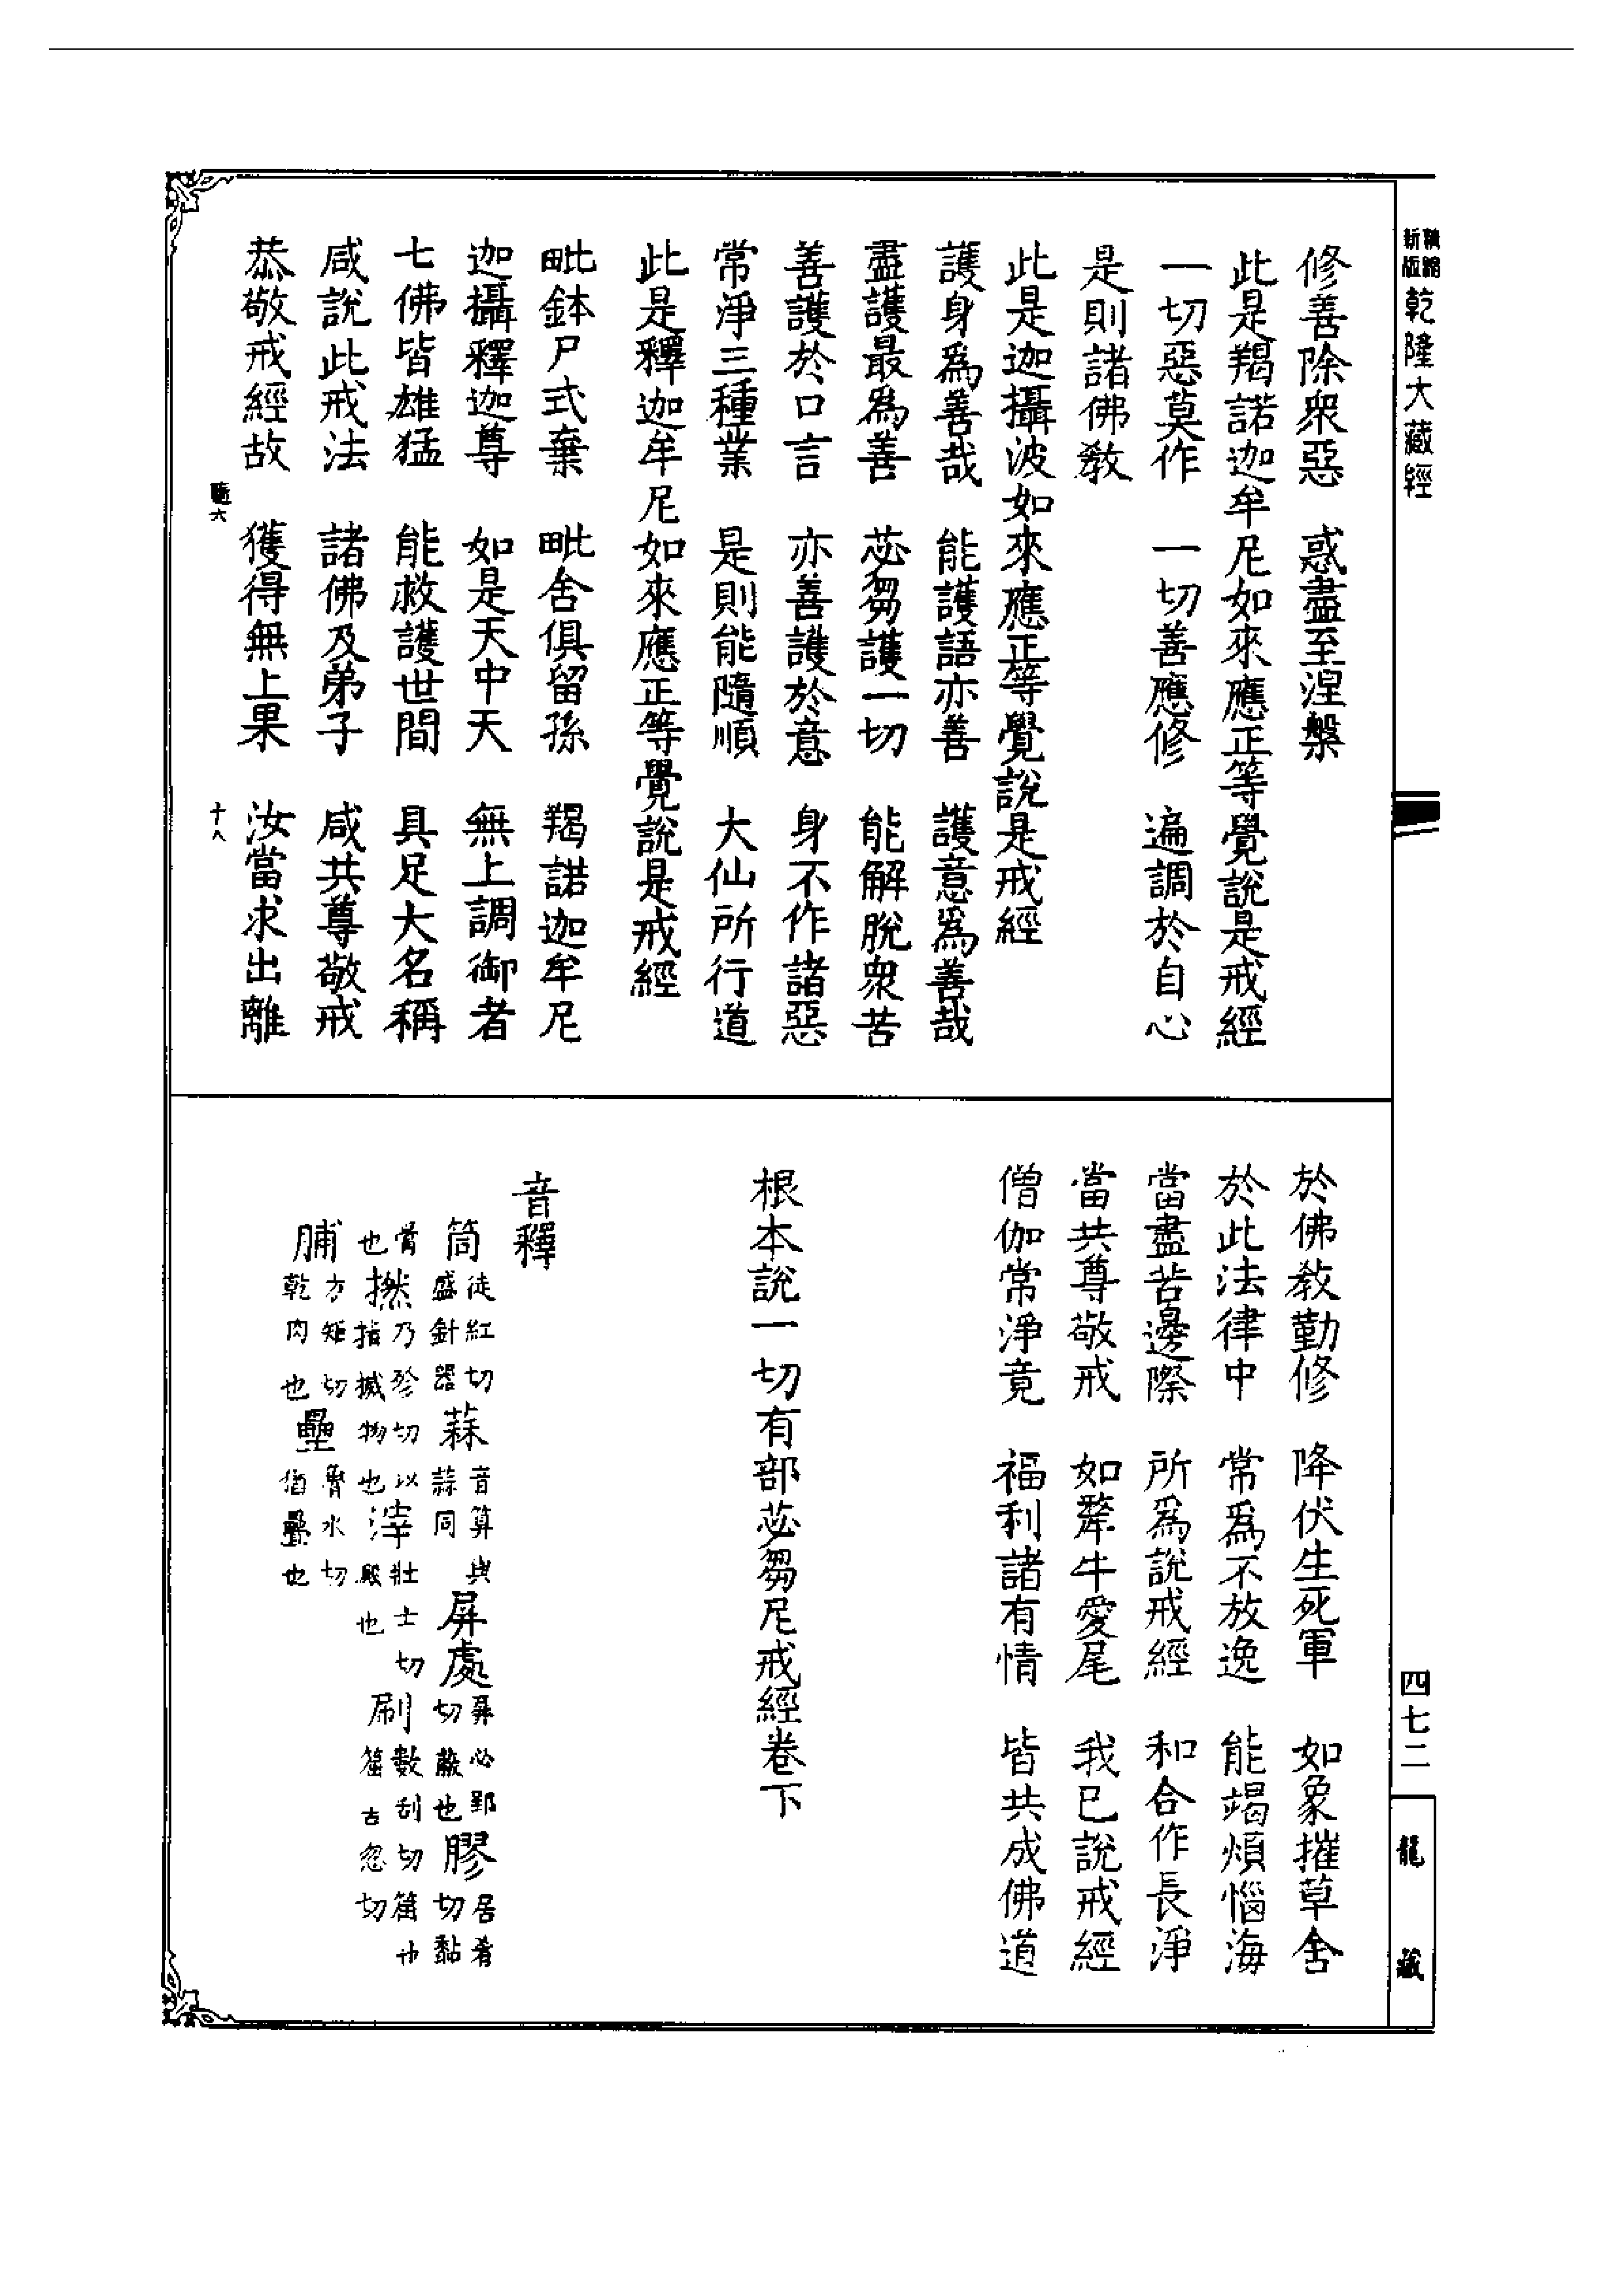 新版精縮乾隆大藏經
修善除眾惡　惑盡至涅槃
此是羯諾迦牟尼如來應正等覺說是戒經
一切惡莫作　一切善應修　遍調於自心
是則諸佛教
此是迦攝波如來應正等覺說是戒經
護身為善哉　能護語亦善　護意為善哉
盡護最為善　苾芻護一切　能解脫眾苦
善護於口言　亦善護於意　身不作諸惡
常淨三種業　是則能隨順　大仙所行道
此是釋迦牟尼如來應正等覺說是戒經
毗鉢尸式棄　毗舍俱留孫　羯諾迦牟尼
迦攝釋迦尊　如是天中天　無上調御者
七佛皆雄猛　能救護世間　具足大名稱
咸說此戒法　諸佛及弟子　咸共尊敬戒
恭敬戒經故　獲得無上果　汝當求出離
隨六　十八
於佛教勤修　降伏生死軍　如象摧草舍
於此法律中　常為不放逸　能竭煩惱海
當盡苦邊際　所為說戒經　和合作長淨
當共尊敬戒　如犛牛愛尾　我已說戒經
僧伽常淨竟　福利諸有情　皆共成佛道
根本說一切有部苾芻尼戒經卷下
音釋
筒徒紅切盛針器蒜音算與蒜同屏處屏必郢切蔽也膠居肴切黏
膏也撚乃殄切以指撚物也滓壯士切澱也刷數刮切窟古忽切
脯方矩切乾肉也壘魯水切猶疊也
四七二
龍藏